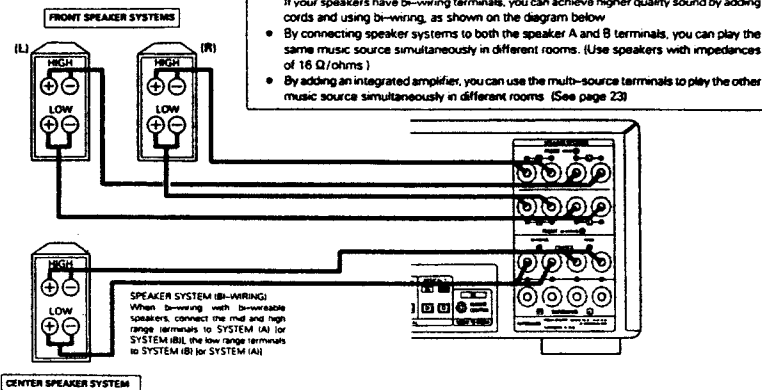 If your speakers have bi-wiring terminals, you can achieve higher quality sound by adding
cords and using bi-wiring, as shown on the diagram below
• By connecting speaker systems to both the speaker A and B terminals, you can play the
same music source simultaneously in different rooms. (Use speakers with impedances
of 16 Ω/ohms)
• By adding an integrated amplifier, you can use the multi-source terminals to play the other
music source simultaneously in different rooms (See page 23)
FRONT SPEAKER SYSTEMS
(L)
(R)
HIGH
HIGH
LOW
LOW
HIGH
LOW
SPEAKER SYSTEM (BI-WIRING)
When bi-wiring with bi-wireable
speakers, connect the mid and high
range terminals to SYSTEM (A) [or
SYSTEM (B)], the low range terminals
to SYSTEM (B) [or SYSTEM (A)]
CENTER SPEAKER SYSTEM